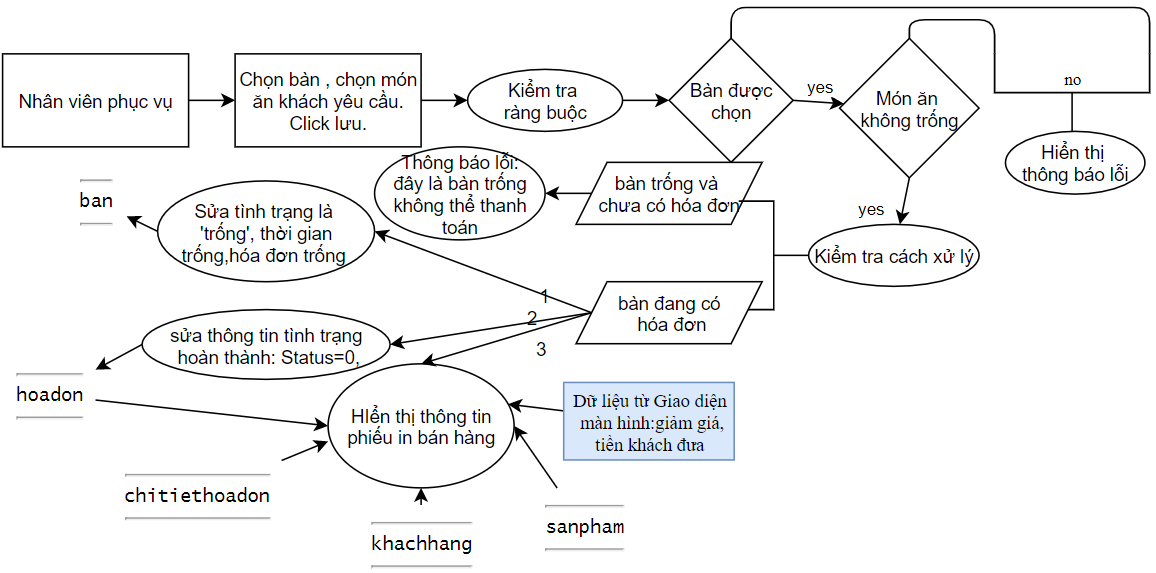 Nhân viên phục vụ
Chọn bàn , chọn món
ăn khách yêu cầu.
Click lưu.
Kiểm tra
ràng buộc
Bàn được
chọn
yes
Món ăn
không trống
no
Hiển thị
thông báo lỗi
yes
Kiểm tra cách xử lý
bàn trống và
chưa có hóa đơn
Thông báo lỗi:
đây là bàn trống
không thể thanh
toán
bàn đang có
hóa đơn
1
2
3
Sửa tình trạng là
'trống', thời gian
trống,hóa đơn trống
ban
sửa thông tin tình trạng
hoàn thành: Status=0,
hoadon
HIển thị thông tin
phiếu in bán hàng
Dữ liệu từ Giao diện
màn hình:giảm giá,
tiền khách đưa
chitiethoadon
khachhang
sanpham